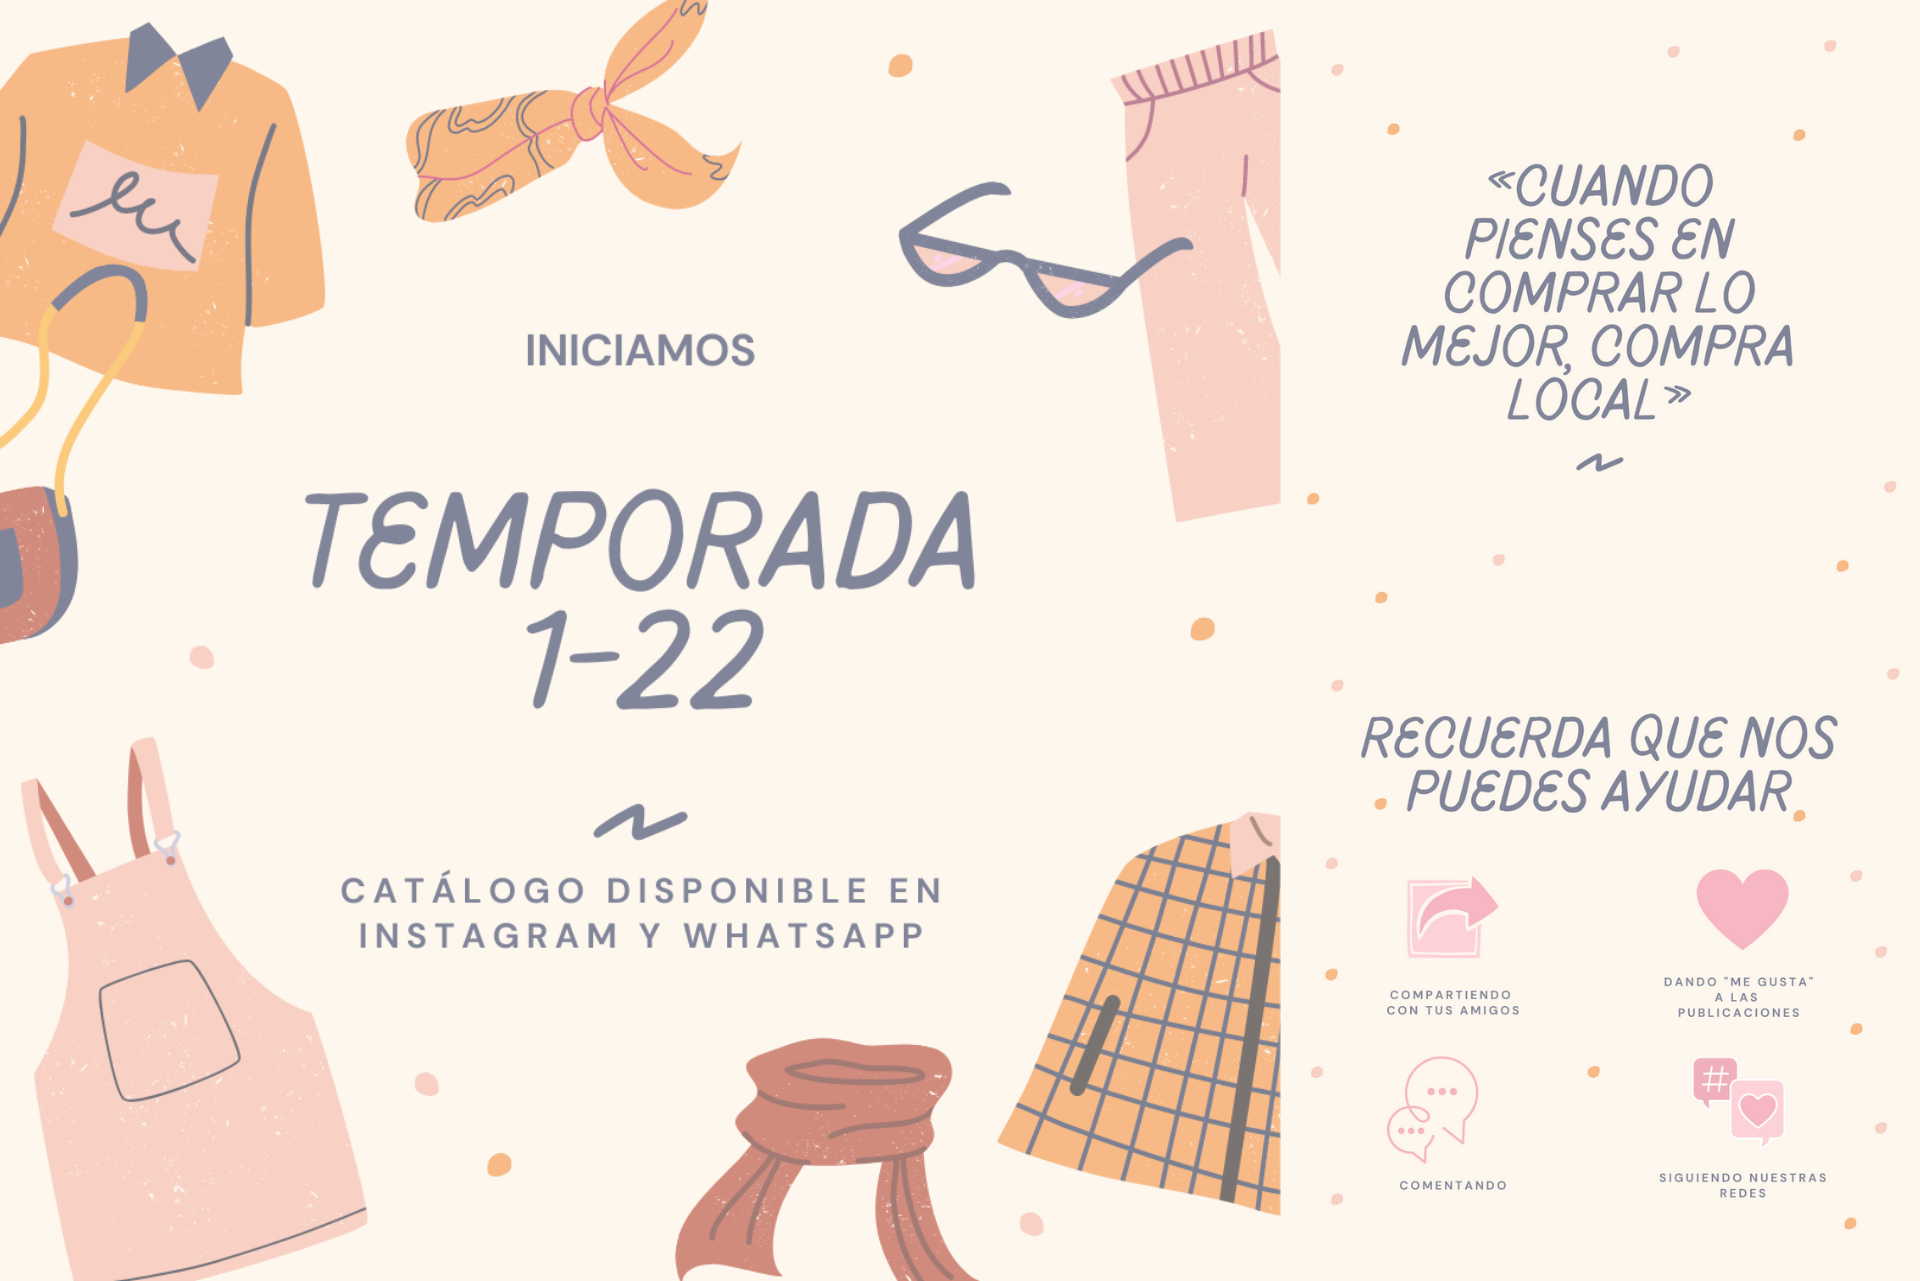 INICIAMOS
TEMPORADA
1-22
CATÁLOGO DISPONIBLE EN
INSTAGRAM Y WHATSAPP
«CUANDO
PIENSES EN
COMPRAR LO
MEJOR, COMPRA
LOCAL»
RECUERDA QUE NOS
PUEDES AYUDAR
COMPARTIENDO
CON TUS AMIGOS
DANDO "ME GUSTA"
A LAS
PUBLICACIONES
COMENTANDO
#
SIGUIENDO NUESTRAS
REDES